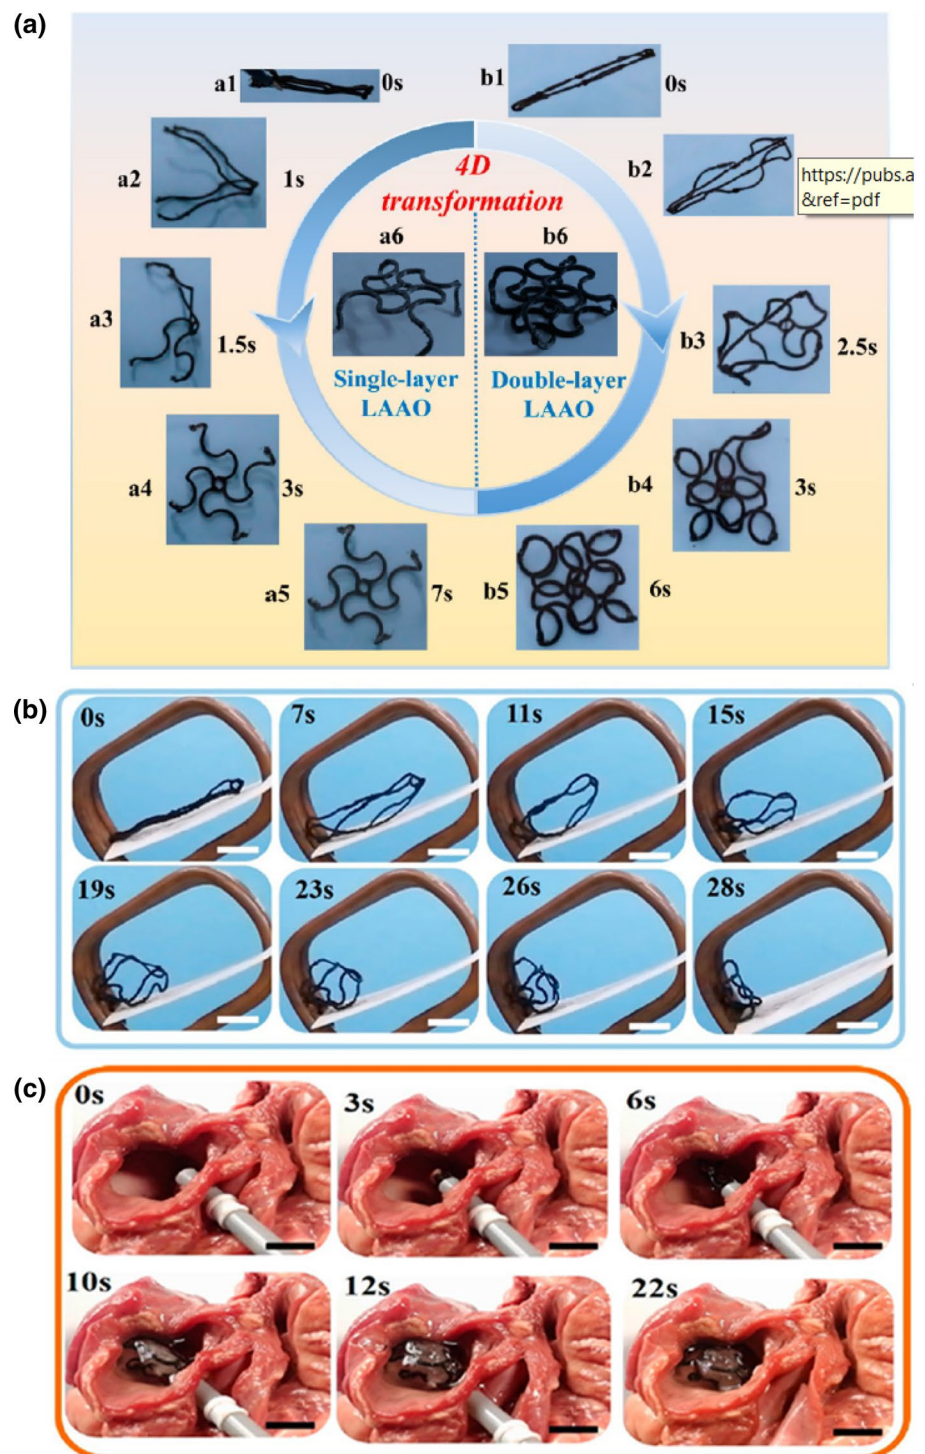 (a)
a1
0s
b1
0s
a2
1s
4D
transformation
b2
https://pubs.a
&ref=pdf
a6
b6
a3
1.5s
b3
2.5s
Single-layer
LAAO
Double-layer
LAAO
a4
3s
b4
3s
a5
7s
b5
6s
(b)
0s
7s
11s
15s
19s
23s
26s
28s
(c)
0s
3s
6s
10s
12s
22s